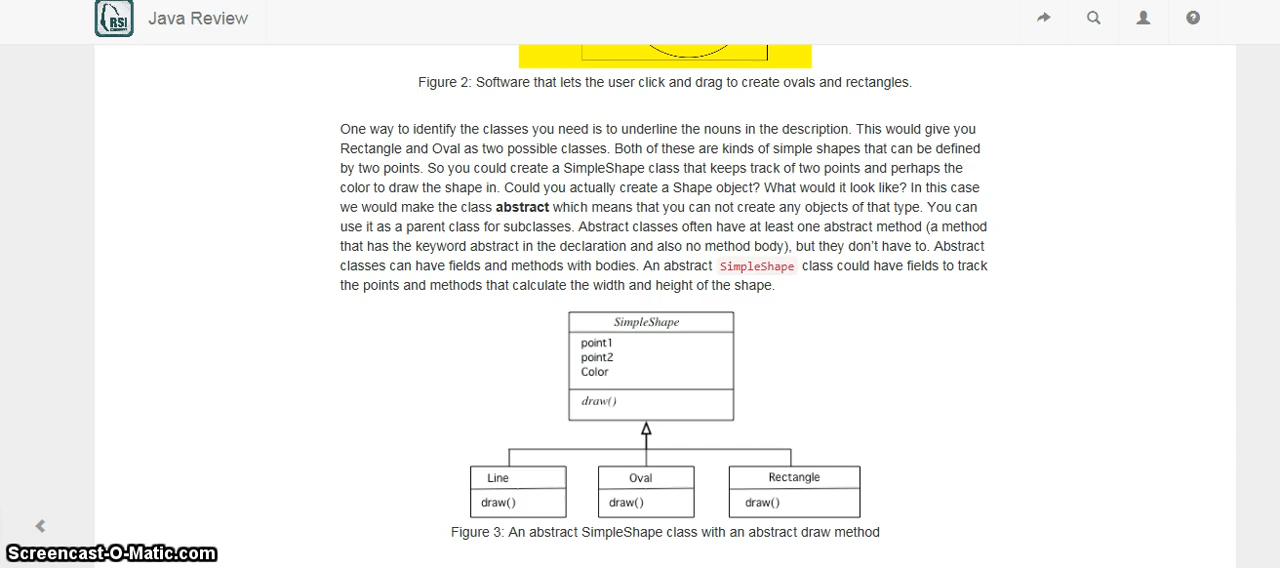 RSI
Java Review
Figure 2: Software that lets the user click and drag to create ovals and rectangles.
One way to identify the classes you need is to underline the nouns in the description. This would give you
Rectangle and Oval as two possible classes. Both of these are kinds of simple shapes that can be defined
by two points. So you could create a SimpleShape class that keeps track of two points and perhaps the
color to draw the shape in. Could you actually create a Shape object? What would it look like? In this case
we would make the class abstract which means that you can not create any objects of that type. You can
use it as a parent class for subclasses. Abstract classes often have at least one abstract method (a method
that has the keyword abstract in the declaration and also no method body), but they don't have to. Abstract
classes can have fields and methods with bodies. An abstract SimpleShape class could have fields to track
the points and methods that calculate the width and height of the shape.
SimpleShape
point1
point2
Color
draw()
Line Oval Rectangle
draw() draw() draw()
Figure 3: An abstract SimpleShape class with an abstract draw method
Screencast-O-Matic.com